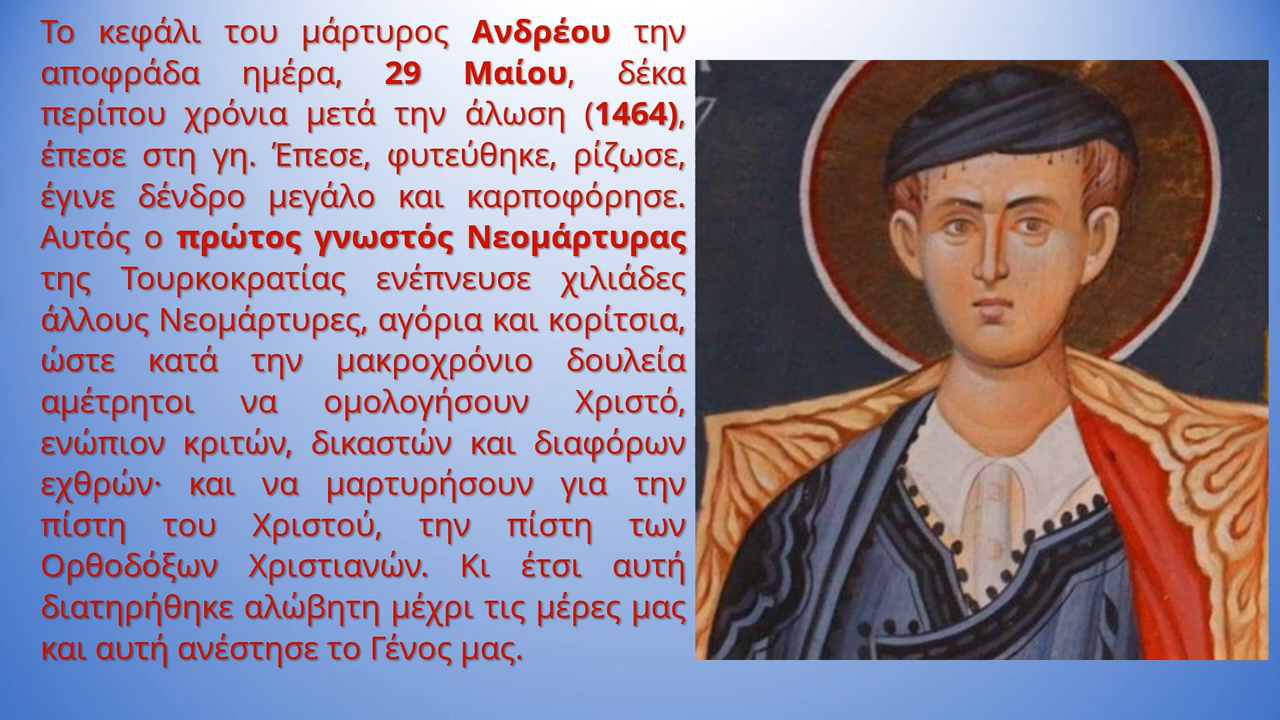 Το κεφάλι του μάρτυρος Ανδρέου την
αποφράδα ημέρα, 29 Μαίου, δέκα
περίπου χρόνια μετά την άλωση (1464),
έπεσε στη γη. Έπεσε, φυτεύθηκε, ρίζωσε,
έγινε δένδρο μεγάλο και καρποφόρησε.
Αυτός ο πρώτος γνωστός Νεομάρτυρας
της Τουρκοκρατίας ενέπνευσε χιλιάδες
άλλους Νεομάρτυρες, αγόρια και κορίτσια,
ώστε κατά την μακροχρόνιο δουλεία
αμέτρητοι να ομολογήσουν Χριστό,
ενώπιον κριτών, δικαστών και διαφόρων
εχθρών· και να μαρτυρήσουν για την
πίστη του Χριστού, την πίστη των
Ορθοδόξων Χριστιανών. Κι έτσι αυτή
διατηρήθηκε αλώβητη μέχρι τις μέρες μας
και αυτή ανέστησε το Γένος μας.